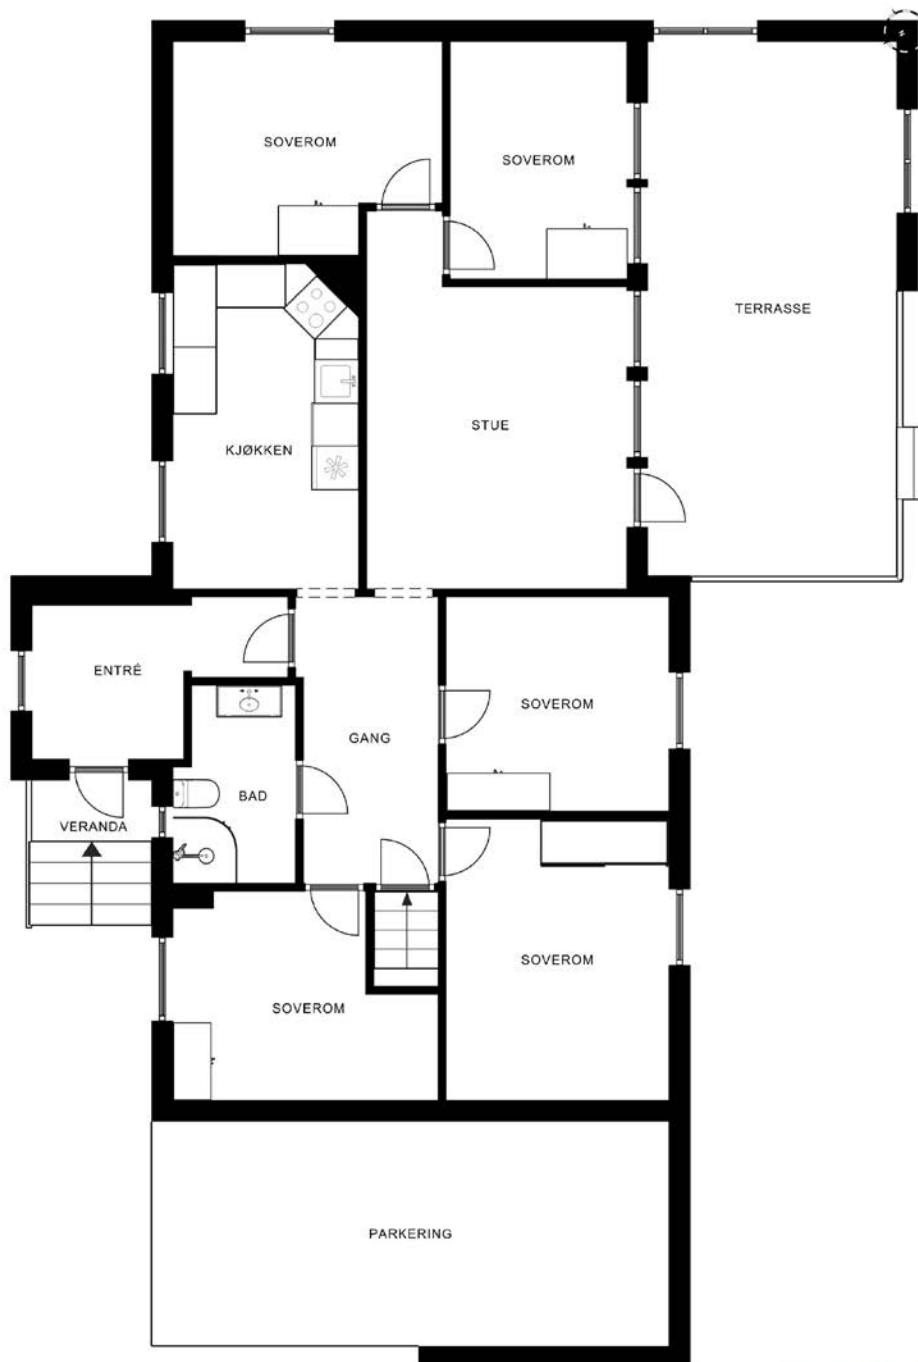 SOVEROM
SOVEROM
TERRASSE
STUE
KJØKKEN
ENTRÉ
SOVEROM
GANG
BAD
VERANDA
SOVEROM
SOVEROM
PARKERING